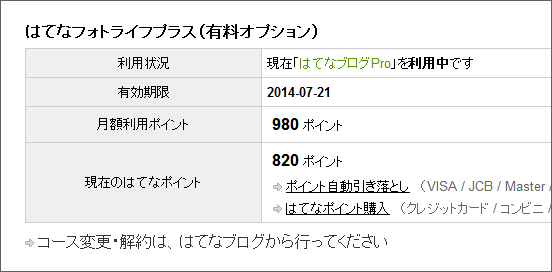 はてなフォトライフプラス(有料オプション)
利用状況 現在「はてなブログPro」を利用中です
有効期限 2014-07-21
月額利用ポイント 980 ポイント
現在のはてなポイント 820 ポイント
ポイント自動引き落とし (VISA / JCB / Master /
はてなポイント購入 (クレジットカード / コンビニ /
コース変更・解約は、はてなブログから行ってください